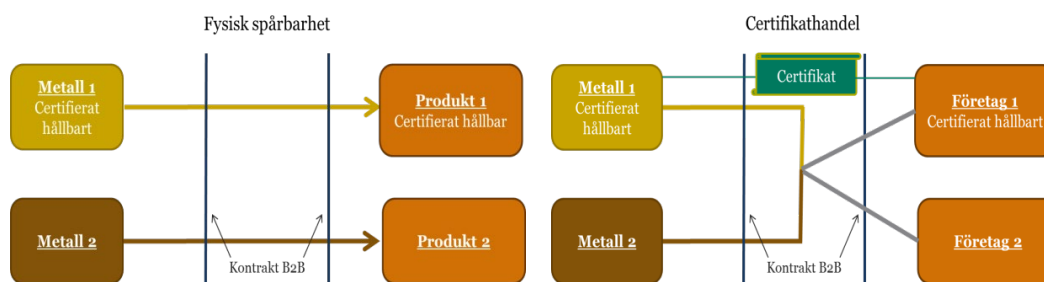 Fysisk spårbarhet
Metall 1
Certifierat
hållbart
Produkt 1
Certifierat hållbar
Metall 2
Produkt 2
Kontrakt B2B
Certifikathandel
Metall 1
Certifierat
hållbart
Certifikat
Företag 1
Certifierat hållbart
Metall 2
Företag 2
Kontrakt B2B